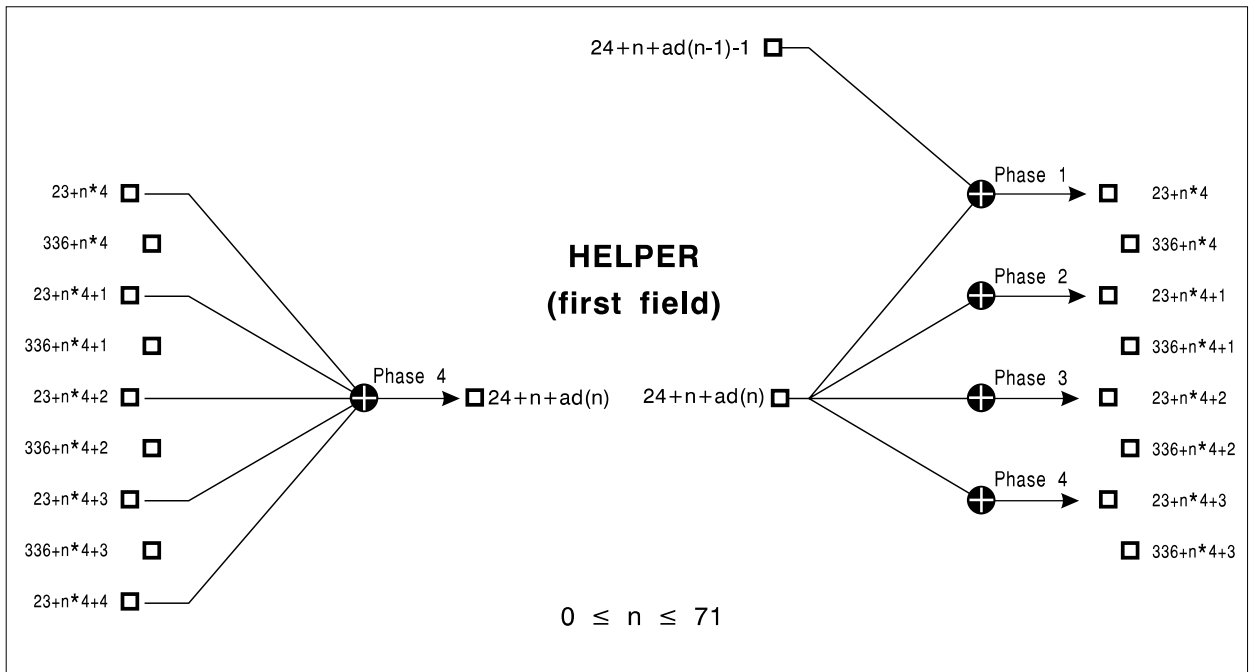 24+n+ad(n-1)-1
23+n*4
336+n*4
23+n*4+1
336+n*4+1
23+n*4+2
336+n*4+2
23+n*4+3
336+n*4+3
23+n*4+4
Phase 4
24+n+ad(n)
HELPER
(first field)
24+n+ad(n)
Phase 1
23+n*4
336+n*4
Phase 2
23+n*4+1
336+n*4+1
Phase 3
23+n*4+2
336+n*4+2
Phase 4
23+n*4+3
336+n*4+3
0 ≤ n ≤ 71